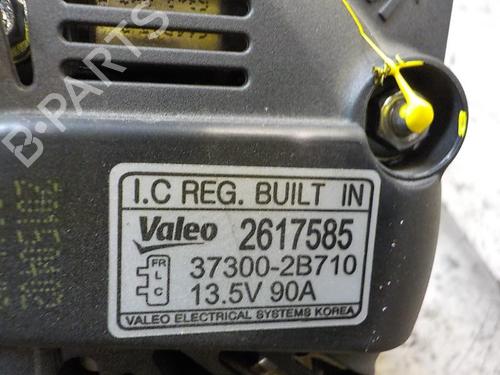 I.C REG. BUILT IN
Valeo 2617585
FR
L
C
37300-2B710
13.5V 90A
VALEO ELECTRICAL SYSTEMS KOREA
B-PARTS